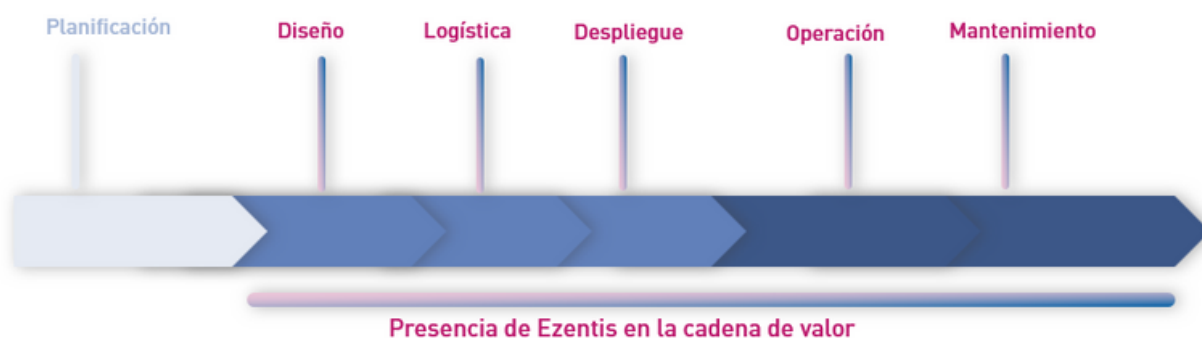 Planificación
Diseño
Logística
Despliegue
Operación
Mantenimiento
Presencia de Ezentis en la cadena de valor